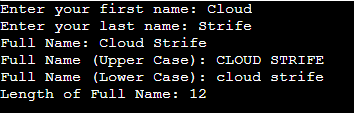 Enter your first name: Cloud
Enter your last name: Strife
Full Name: Cloud Strife
Full Name (Upper Case): CLOUD STRIFE
Full Name (Lower Case): cloud strife
Length of Full Name: 12